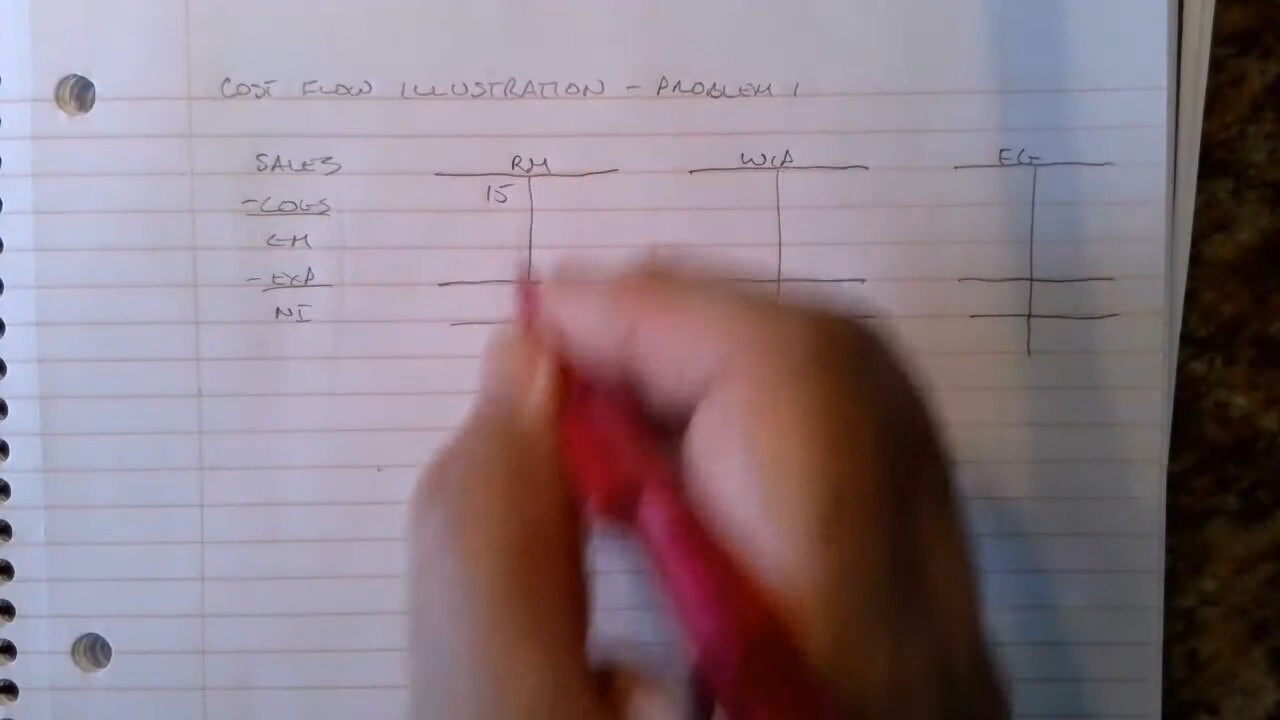 COST FLOW ILLUSTRATION - PROBLEM 1
SALES RM WIP FG
-COGS 15
GM
-EXP
NI